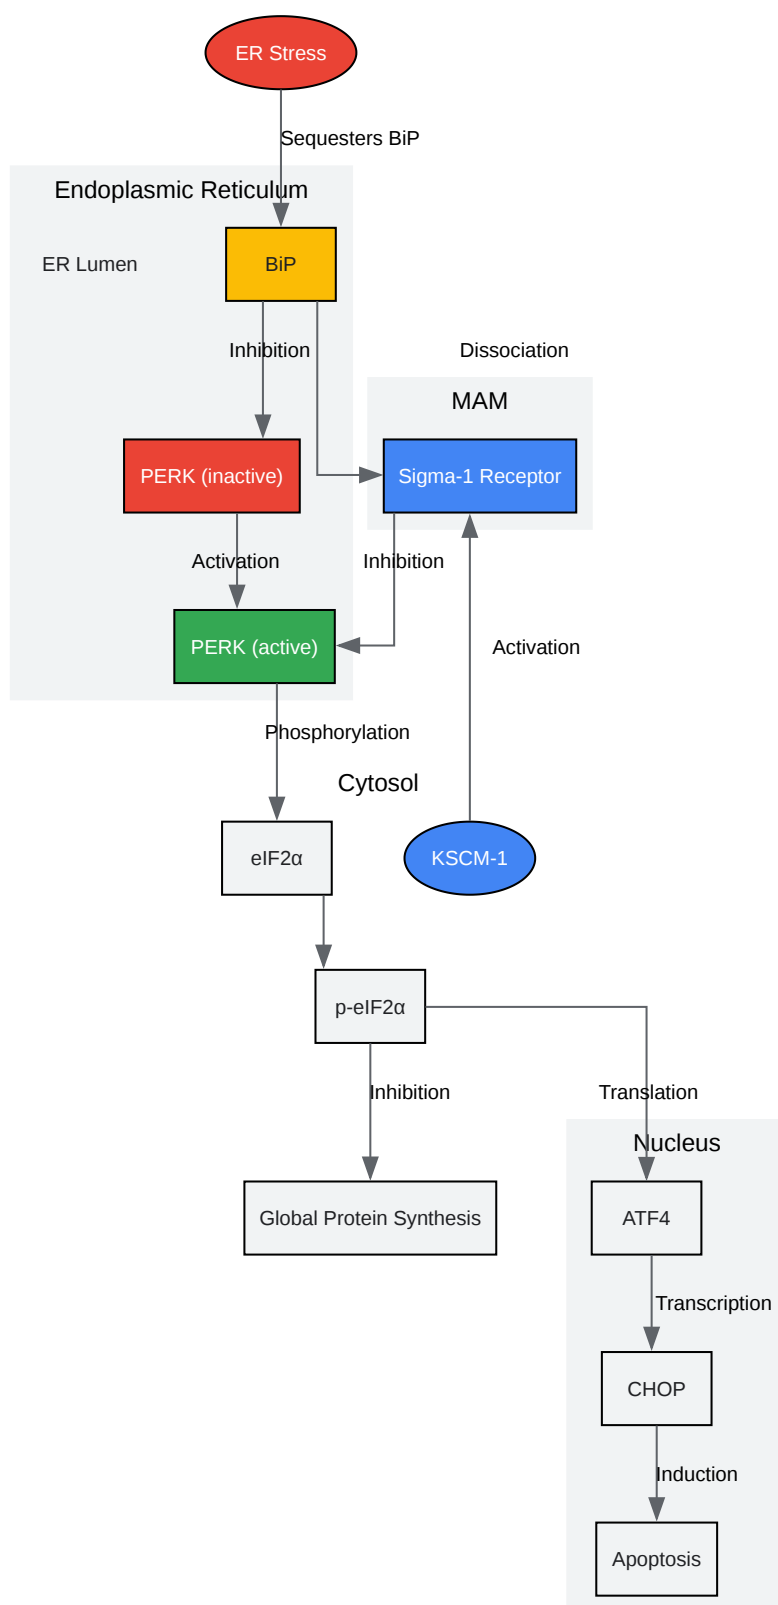 ER Stress
Sequesters BiP
Endoplasmic Reticulum
ER Lumen
BiP
Inhibition
Dissociation
MAM
PERK (inactive)
Sigma-1 Receptor
Activation
Inhibition
PERK (active)
Activation
Phosphorylation
Cytosol
eIF2α
KSCM-1
p-eIF2α
Inhibition
Translation
Nucleus
Global Protein Synthesis
ATF4
Transcription
CHOP
Induction
Apoptosis